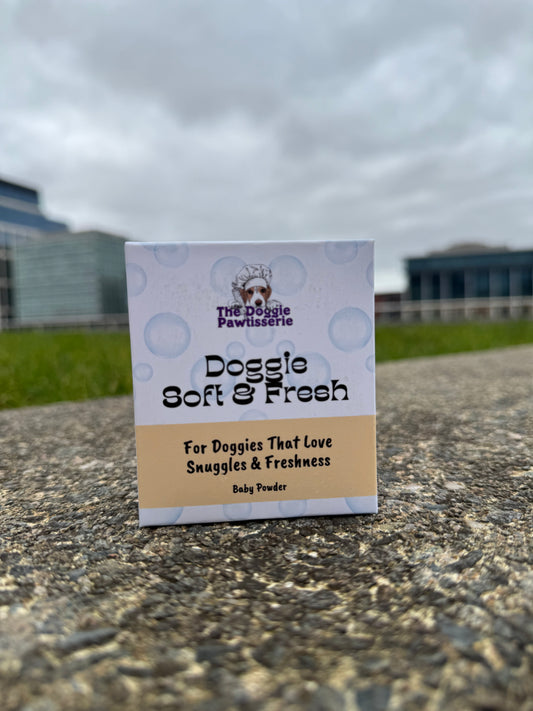 The Doggie
Pawtisserie
Doggie
Soft & Fresh
For Doggies That Love
Snuggles & Freshness
Baby Powder